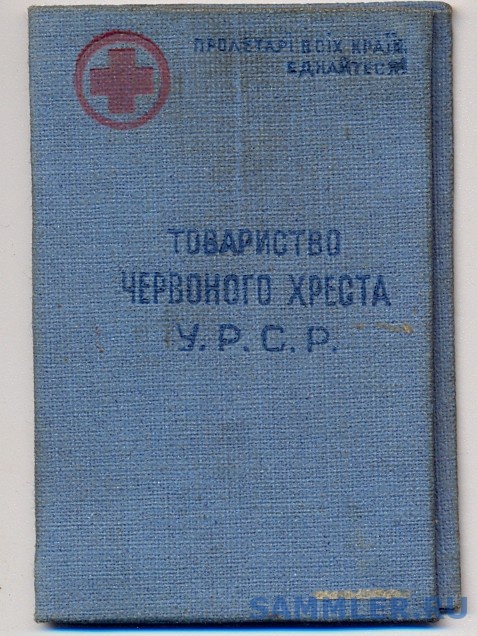 ПРОЛЕТАРІ ВСІХ КРАЇН,
ЄДНАЙТЕСЯ!
ТОВАРИСТВО
ЧЕРВОНОГО ХРЕСТА
У.Р.С.Р.
SAMMLER.RU